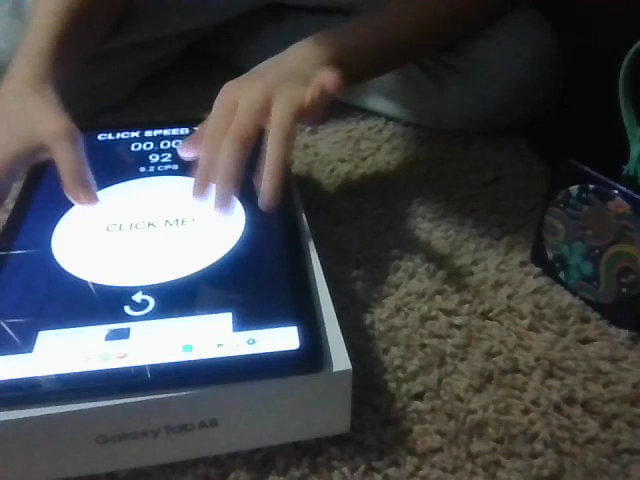 CLICK SPEED
00.00
92
9.2 CPS
CLICK ME!
Galaxy Tab A8